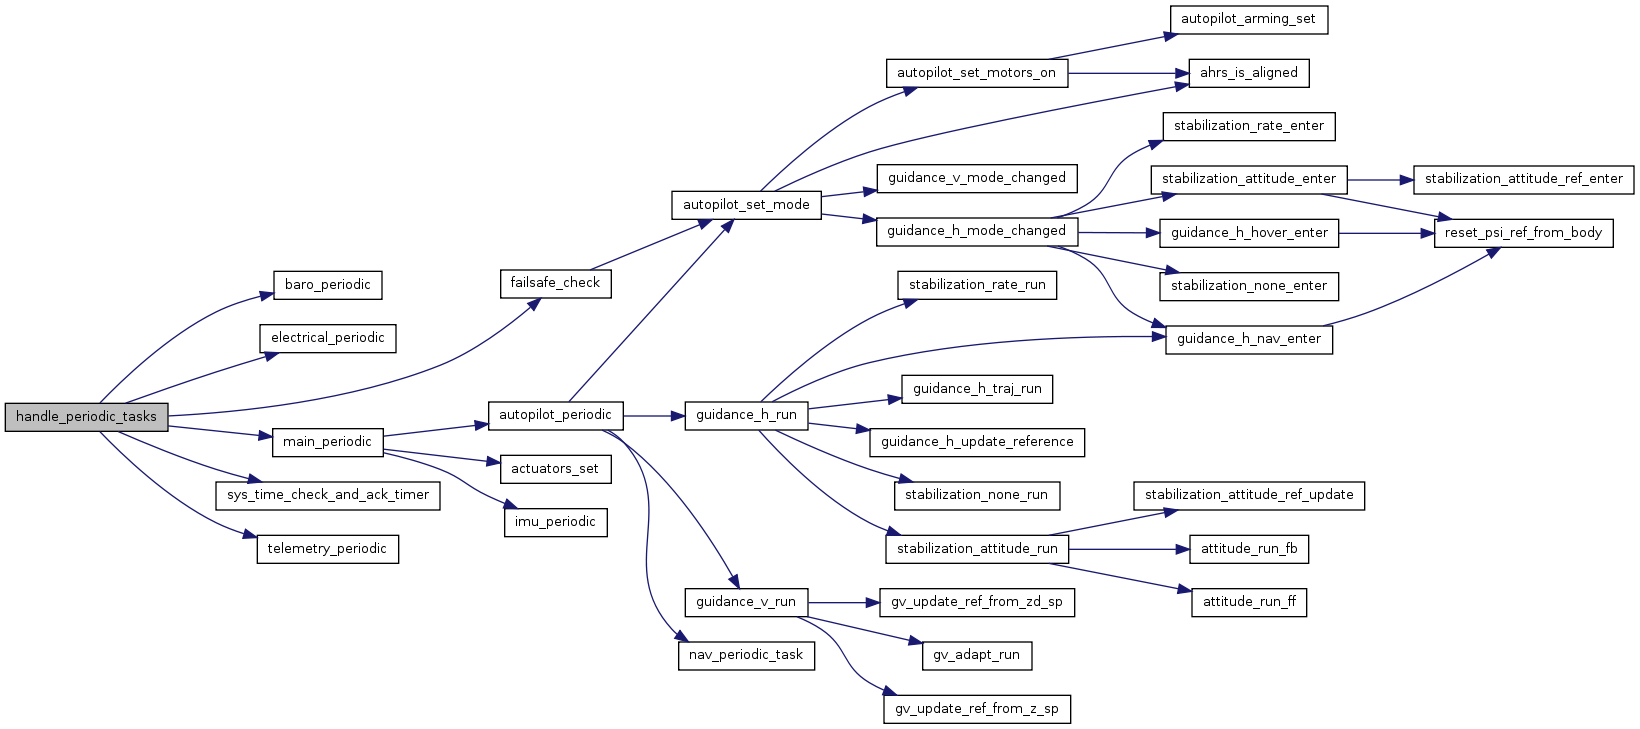 autopilot_arming_set
autopilot_set_motors_on
ahrs_is_aligned
stabilization_rate_enter
guidance_v_mode_changed
stabilization_attitude_enter
stabilization_attitude_ref_enter
autopilot_set_mode
guidance_h_mode_changed
guidance_h_hover_enter
reset_psi_ref_from_body
baro_periodic
failsafe_check
stabilization_rate_run
stabilization_none_enter
electrical_periodic
guidance_h_nav_enter
guidance_h_traj_run
handle_periodic_tasks
autopilot_periodic
guidance_h_run
main_periodic
guidance_h_update_reference
actuators_set
sys_time_check_and_ack_timer
stabilization_none_run
stabilization_attitude_ref_update
imu_periodic
telemetry_periodic
stabilization_attitude_run
attitude_run_fb
guidance_v_run
gv_update_ref_from_zd_sp
attitude_run_ff
nav_periodic_task
gv_adapt_run
gv_update_ref_from_z_sp